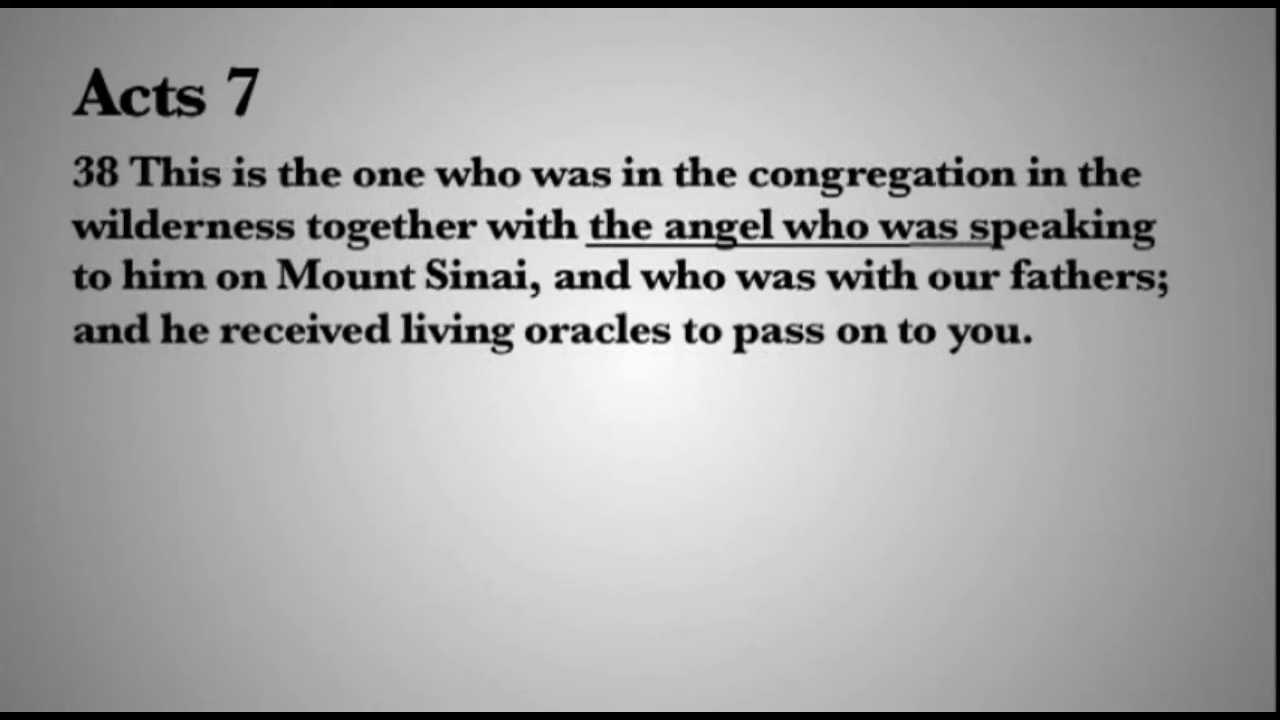 Acts 7
38 This is the one who was in the congregation in the
wilderness together with the angel who was speaking
to him on Mount Sinai, and who was with our fathers;
and he received living oracles to pass on to you.